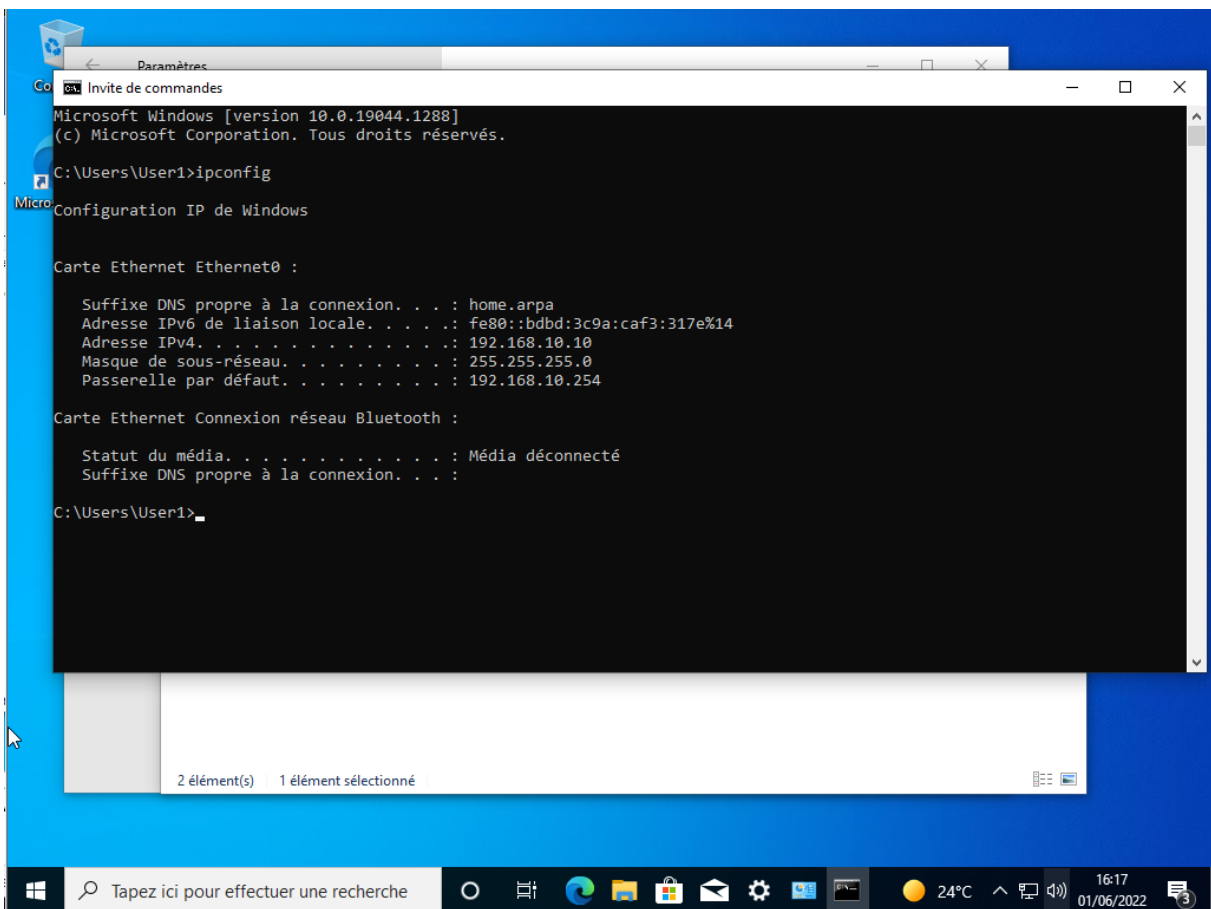 Paramètres
Invite de commandes
Microsoft Windows [version 10.0.19044.1288]
(c) Microsoft Corporation. Tous droits réservés.
C:\Users\User1>ipconfig
Configuration IP de Windows
Carte Ethernet Ethernet0 :
Suffixe DNS propre à la connexion. . . : home.arpa
Adresse IPv6 de liaison locale. . . . .: fe80::bdbd:3c9a:caf3:317e%14
Adresse IPv4. . . . . . . . . . . . . .: 192.168.10.10
Masque de sous-réseau. . . . . . . . . : 255.255.255.0
Passerelle par défaut. . . . . . . . . : 192.168.10.254
Carte Ethernet Connexion réseau Bluetooth :
Statut du média. . . . . . . . . . . . : Média déconnecté
Suffixe DNS propre à la connexion. . . :
C:\Users\User1>
2 élément(s) 1 élément sélectionné
Tapez ici pour effectuer une recherche
24°C
16:17
01/06/2022
3